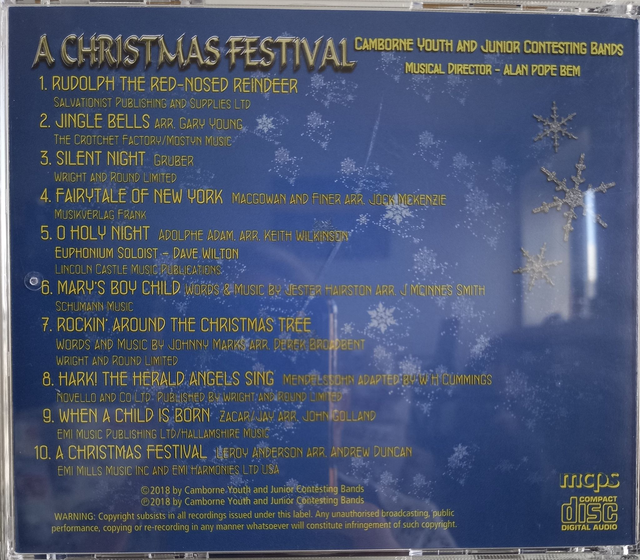 A CHRISTMAS FESTIVAL CAMBORNE YOUTH AND JUNIOR CONTESTING BANDS
MUSICAL DIRECTOR - ALAN POPE BEM
1. RUDOLPH THE RED-NOSED REINDEER
SALVATIONIST PUBLISHING AND SUPPLIES LTD
2. JINGLE BELLS ARR. GARY YOUNG
THE CROTCHET FACTORY/MOSTYN MUSIC
3. SILENT NIGHT GRUBER
WRIGHT AND ROUND LIMITED
4. FAIRYTALE OF NEW YORK MACGOWAN AND FINER ARR. JOCK MCKENZIE
MUSIKVERLAG FRANK
5. O HOLY NIGHT ADOLPHE ADAM. ARR. KEITH WILKINSON
EUPHONIUM SOLOIST - DAVE WILTON
LINCOLN CASTLE MUSIC PUBLICATIONS
6. MARY'S BOY CHILD WORDS & MUSIC BY JESTER HAIRSTON ARR. J MCINNES SMITH
SCHUMANN MUSIC
7. ROCKIN' AROUND THE CHRISTMAS TREE
WORDS AND MUSIC BY JOHNNY MARKS ARR. DEREK BROADBENT
WRIGHT AND ROUND LIMITED
8. HARK! THE HERALD ANGELS SING MENDELSSOHN ADAPTED BY W H CUMMINGS
NOVELLO AND CO LTD. PUBLISHED BY WRIGHT AND ROUND LIMITED
9. WHEN A CHILD IS BORN ZACAR/JAY ARR. JOHN GOLLAND
EMI MUSIC PUBLISHING LTD/HALLAMSHIRE MUSIC
10. A CHRISTMAS FESTIVAL LEROY ANDERSON ARR. ANDREW DUNCAN
EMI MILLS MUSIC INC AND EMI HARMONIES LTD USA
mcps
©2018 by Camborne Youth and Junior Contesting Bands
℗2018 by Camborne Youth and Junior Contesting Bands
COMPACT
disc
DIGITAL AUDIO
WARNING: Copyright subsists in all recordings issued under this label. Any unauthorised broadcasting, public
performance, copying or re-recording in any manner whatsoever will constitute infringement of such copyright.